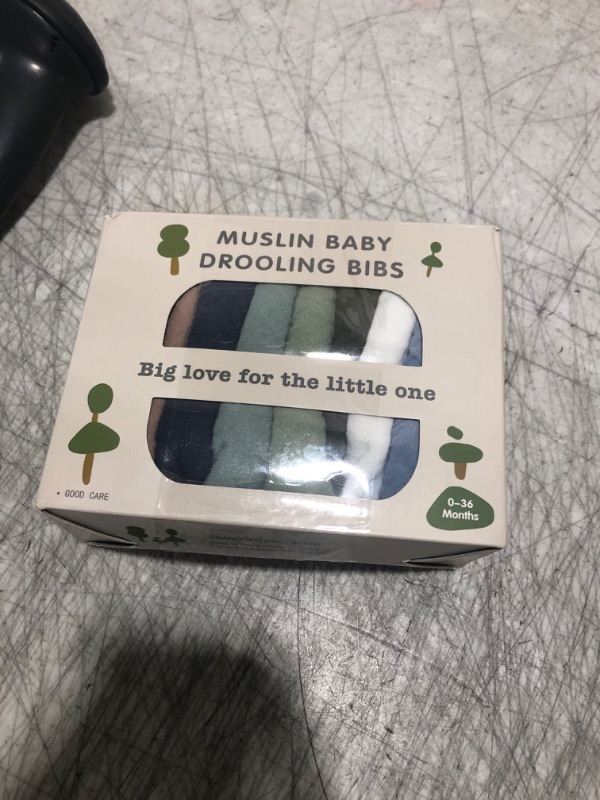 MUSLIN BABY
DROOLING BIBS
Big love for the little one
• GOOD CARE
0-36
Months